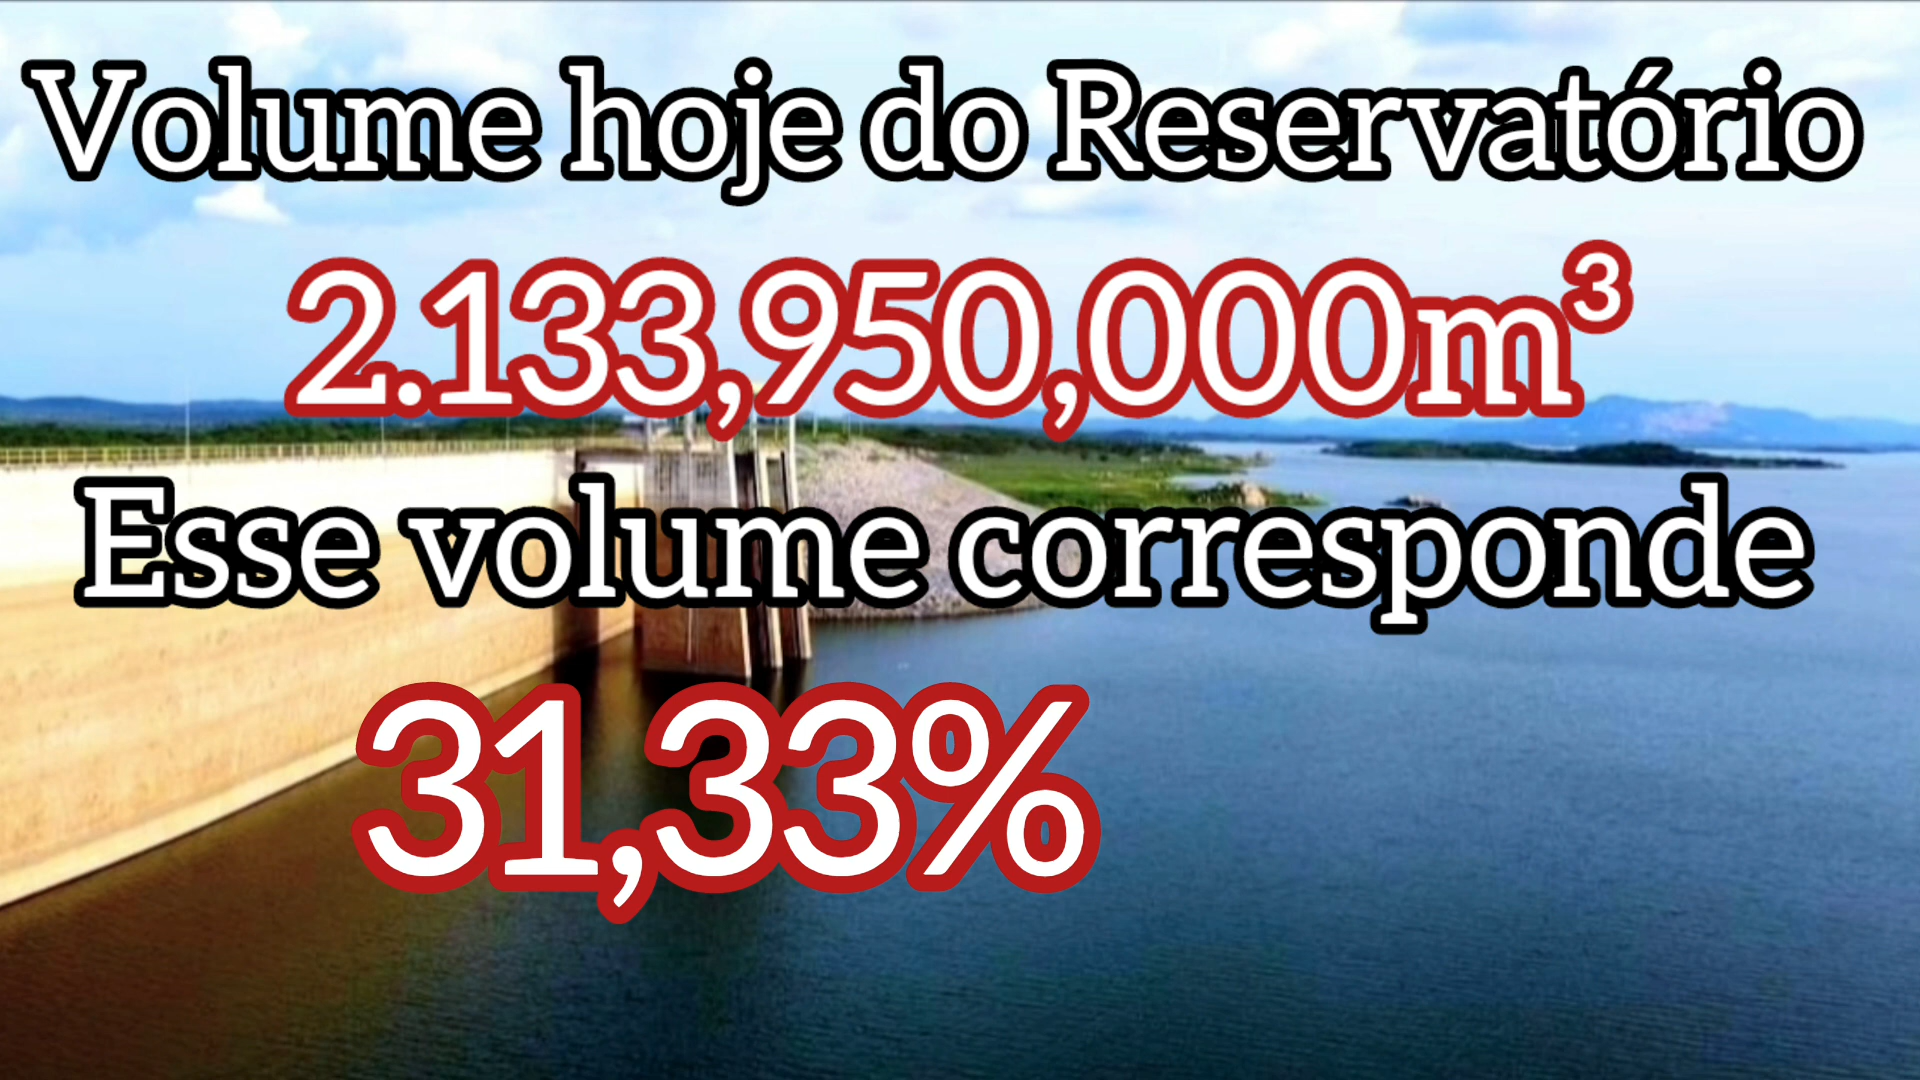 Volume hoje do Reservatório
2.133,950,000m³
Esse volume corresponde
31,33%